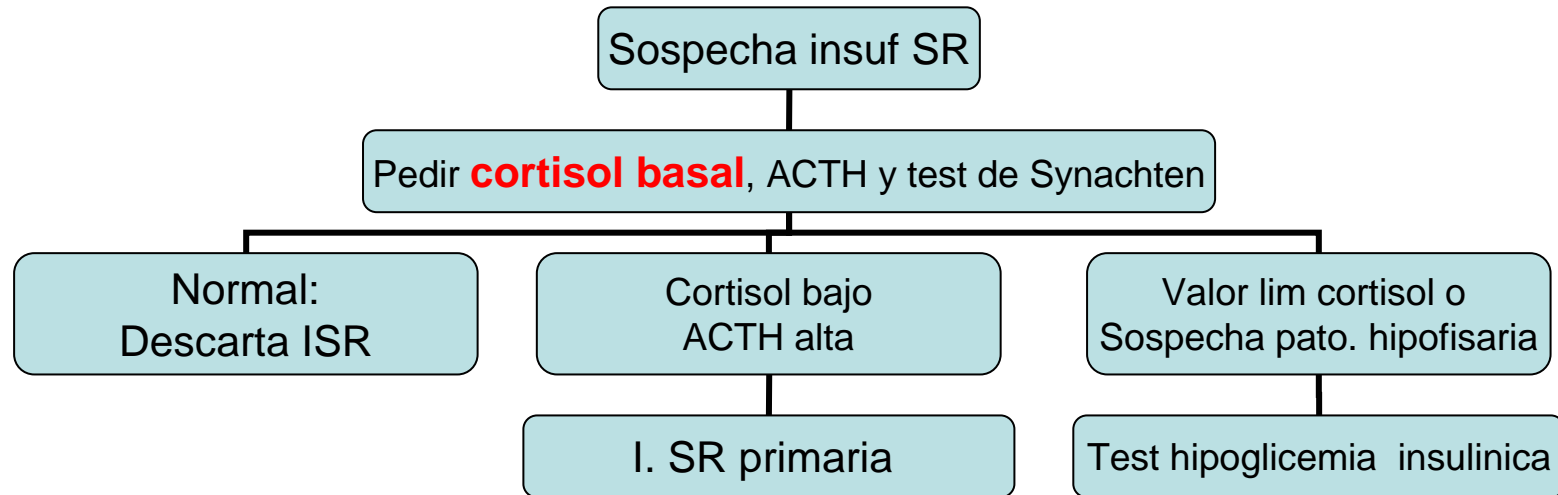 Sospecha insuf SR
Pedir cortisol basal, ACTH y test de Synachten
Normal:
Descarta ISR
Cortisol bajo
ACTH alta
Valor lim cortisol o
Sospecha pato. hipofisaria
I. SR primaria
Test hipoglicemia insulinica